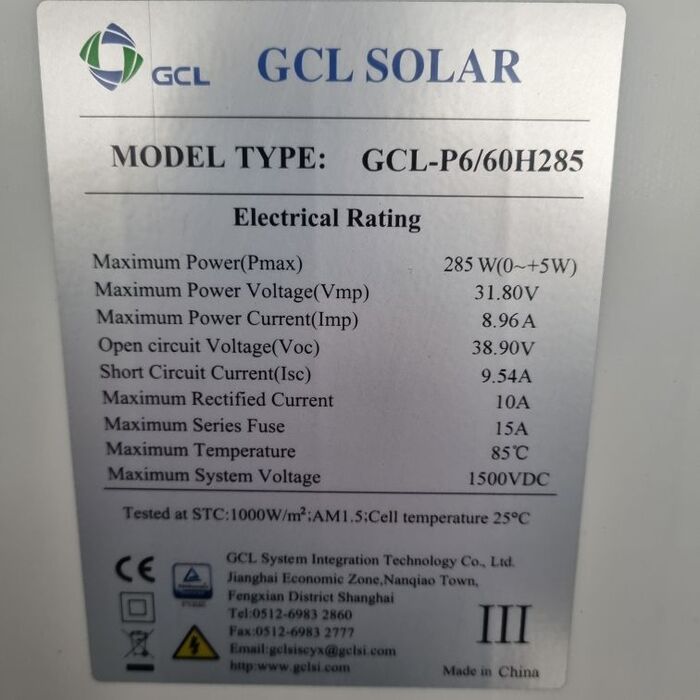 GCL GCL SOLAR
MODEL TYPE: GCL-P6/60H285
Electrical Rating
Maximum Power(Pmax) 285 W(0~+5W)
Maximum Power Voltage(Vmp) 31.80V
Maximum Power Current(Imp) 8.96A
Open circuit Voltage(Voc) 38.90V
Short Circuit Current(Isc) 9.54A
Maximum Rectified Current 10A
Maximum Series Fuse 15A
Maximum Temperature 85℃
Maximum System Voltage 1500VDC
Tested at STC:1000W/m²;AM1.5;Cell temperature 25°C
CE
GCL System Integration Technology Co., Ltd.
Jianghai Economic Zone,Nanqiao Town,
Fengxian District Shanghai
Tel:0512-6983 2860
Fax:0512-6983 2777
Email:gclsiscyx@gclsi.com
http:www.gclsi.com
III
Made in China